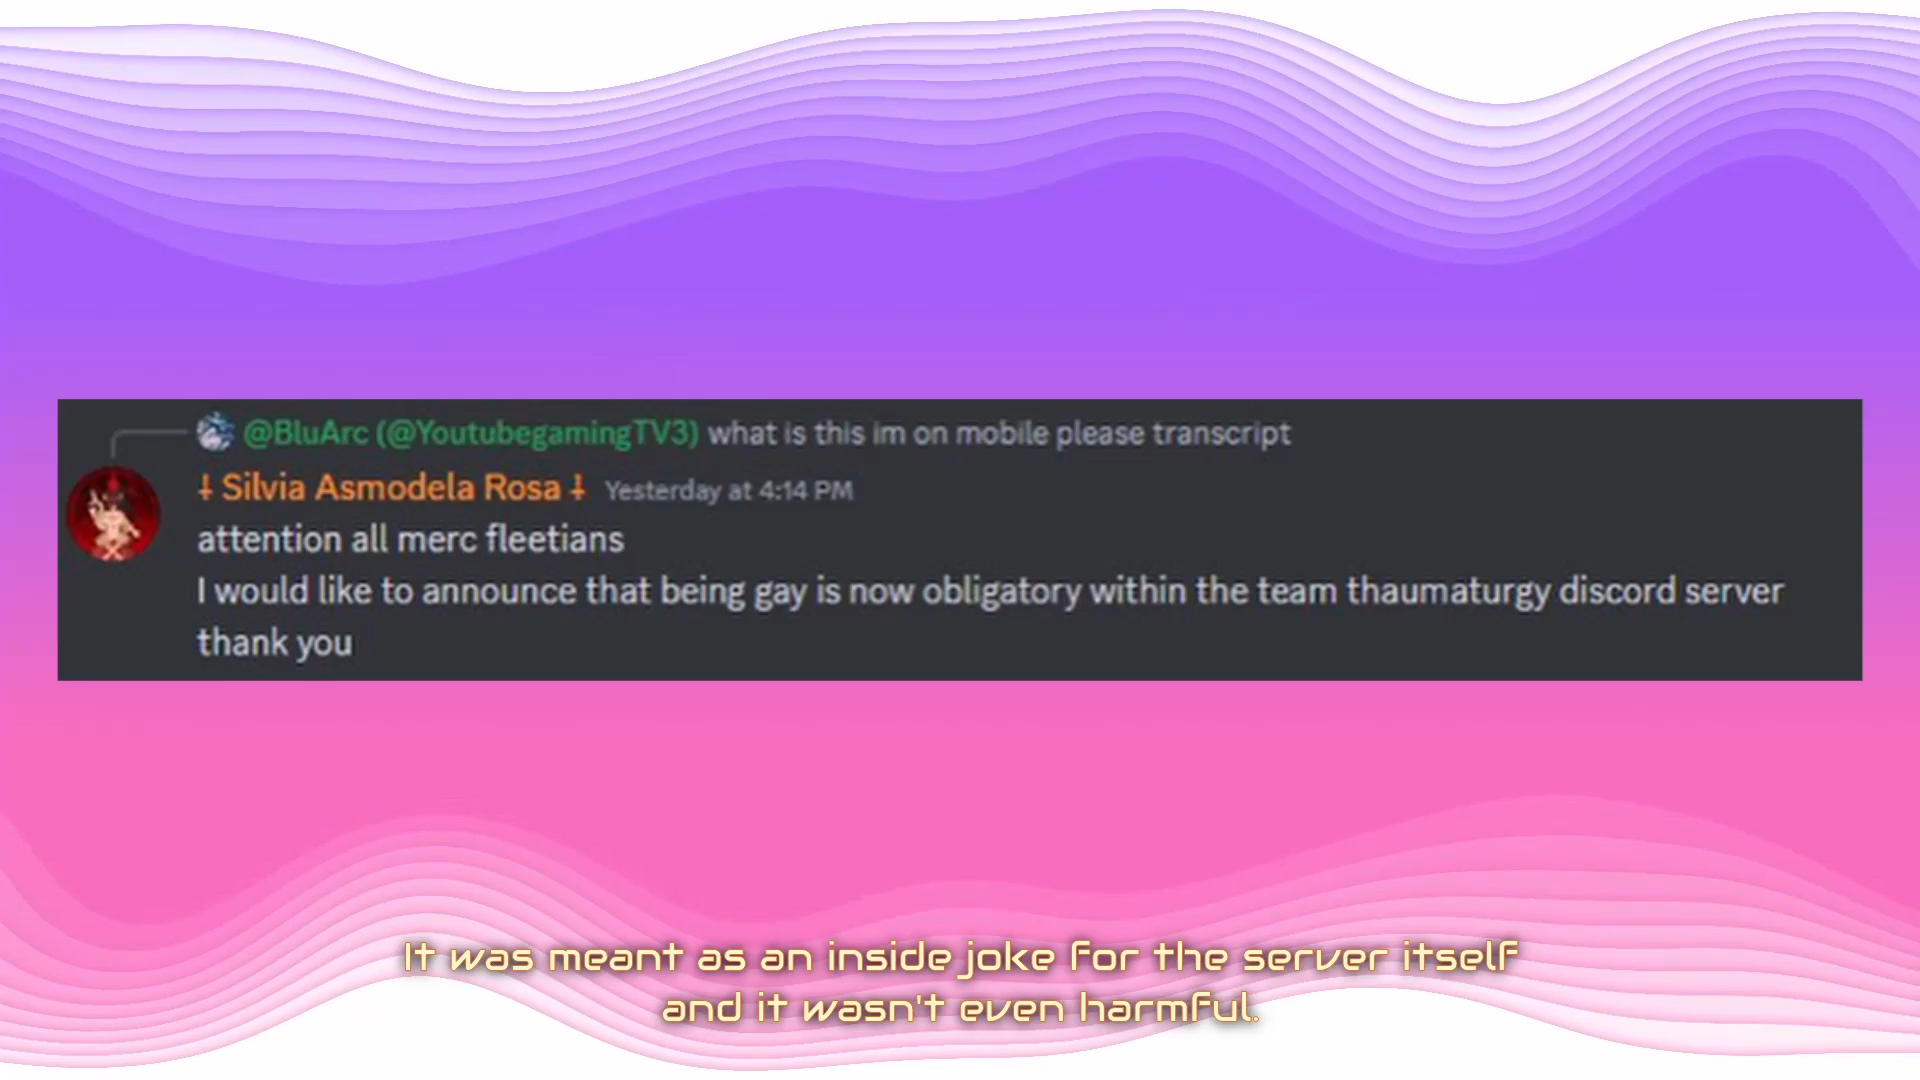 @BluArc (@YoutubegamingTV3) what is this im on mobile please transcript
⸸ Silvia Asmodela Rosa ⸸ Yesterday at 4:14 PM
attention all merc fleetians
I would like to announce that being gay is now obligatory within the team thaumaturgy discord server
thank you
It was meant as an inside joke for the server itself
and it wasn't even harmful.